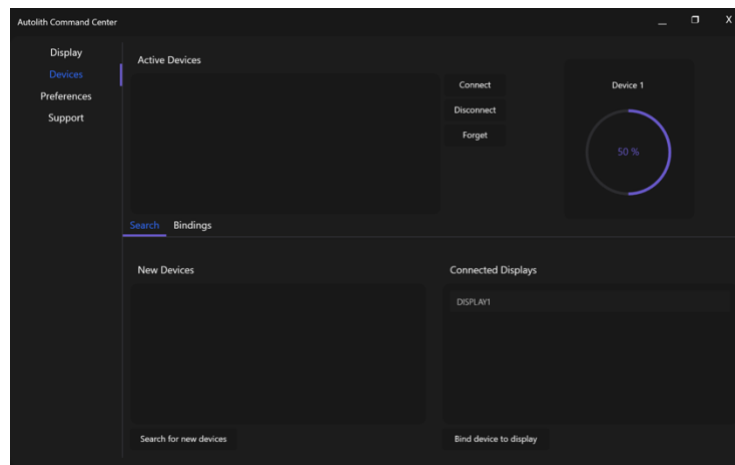 Autolith Command Center
X
Display
Devices
Preferences
Support
Active Devices
Connect
Disconnect
Forget
Device 1
50 %
Search
Bindings
New Devices
Search for new devices
Connected Displays
DISPLAY1
Bind device to display